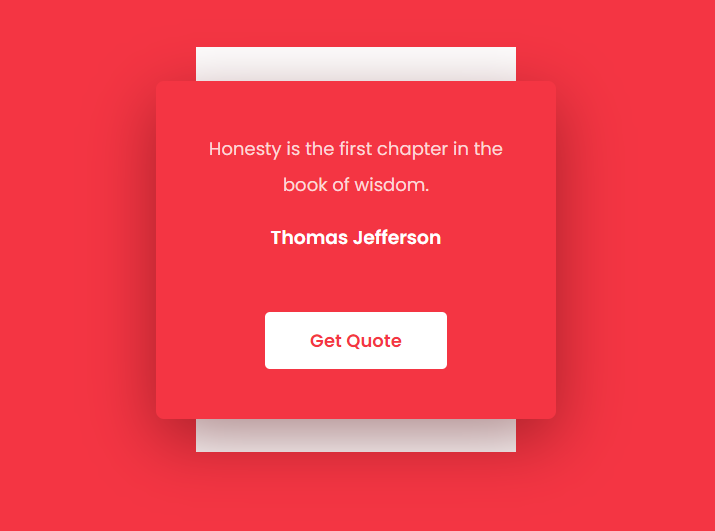 Honesty is the first chapter in the
book of wisdom.
Thomas Jefferson
Get Quote